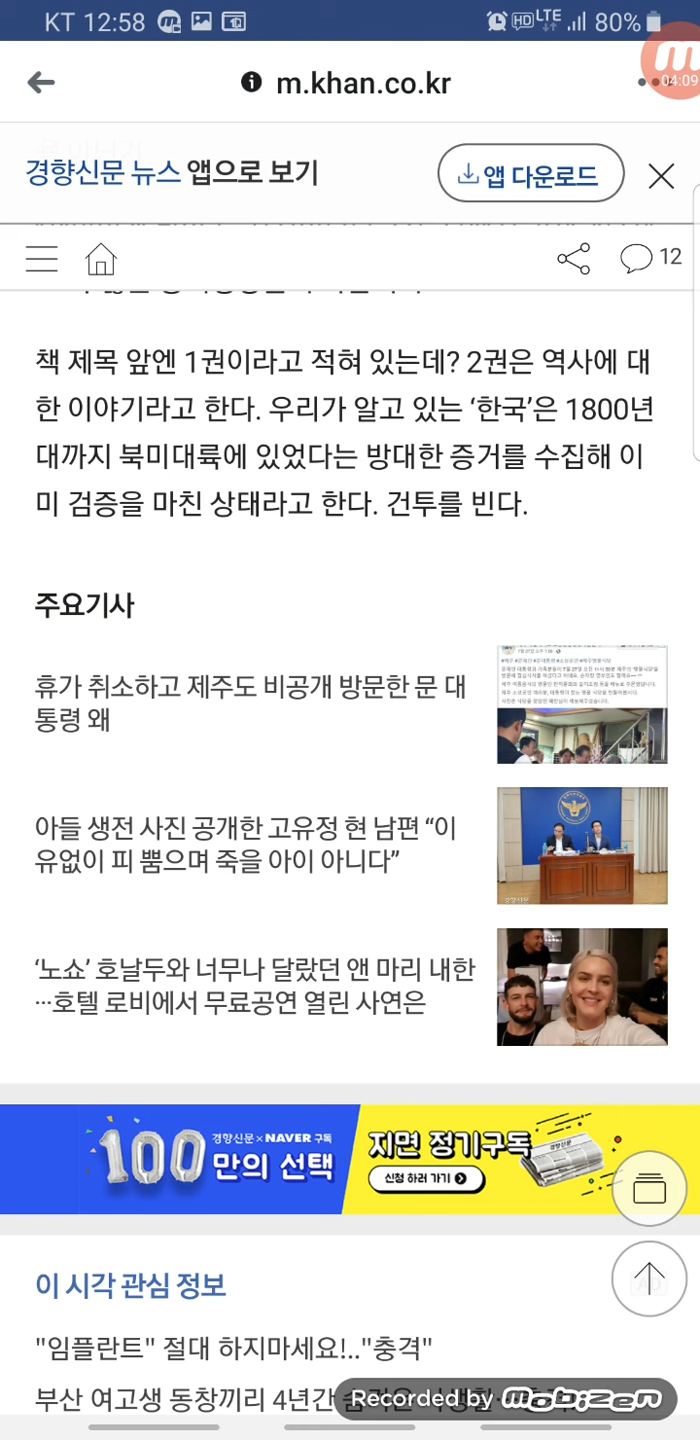 KT 12:58
HD LTE 80%
m.khan.co.kr
04:09
경향신문 뉴스 앱으로 보기
앱 다운로드
12
책 제목 앞엔 1권이라고 적혀 있는데? 2권은 역사에 대
한 이야기라고 한다. 우리가 알고 있는 ‘한국’은 1800년
대까지 북미대륙에 있었다는 방대한 증거를 수집해 이
미 검증을 마친 상태라고 한다. 건투를 빈다.
주요기사
휴가 취소하고 제주도 비공개 방문한 문 대
통령 왜
아들 생전 사진 공개한 고유정 현 남편 “이
유없이 피 뿜으며 죽을 아이 아니다”
경향신문
‘노쇼’ 호날두와 너무나 달랐던 앤 마리 내한
…호텔 로비에서 무료공연 열린 사연은
100
경향신문×NAVER 구독
만의 선택
지면 정기구독
신청 하러 가기
경향신문
이 시각 관심 정보
"임플란트" 절대 하지마세요!.."충격"
부산 여고생 동창끼리 4년간
Recorded by mobizen